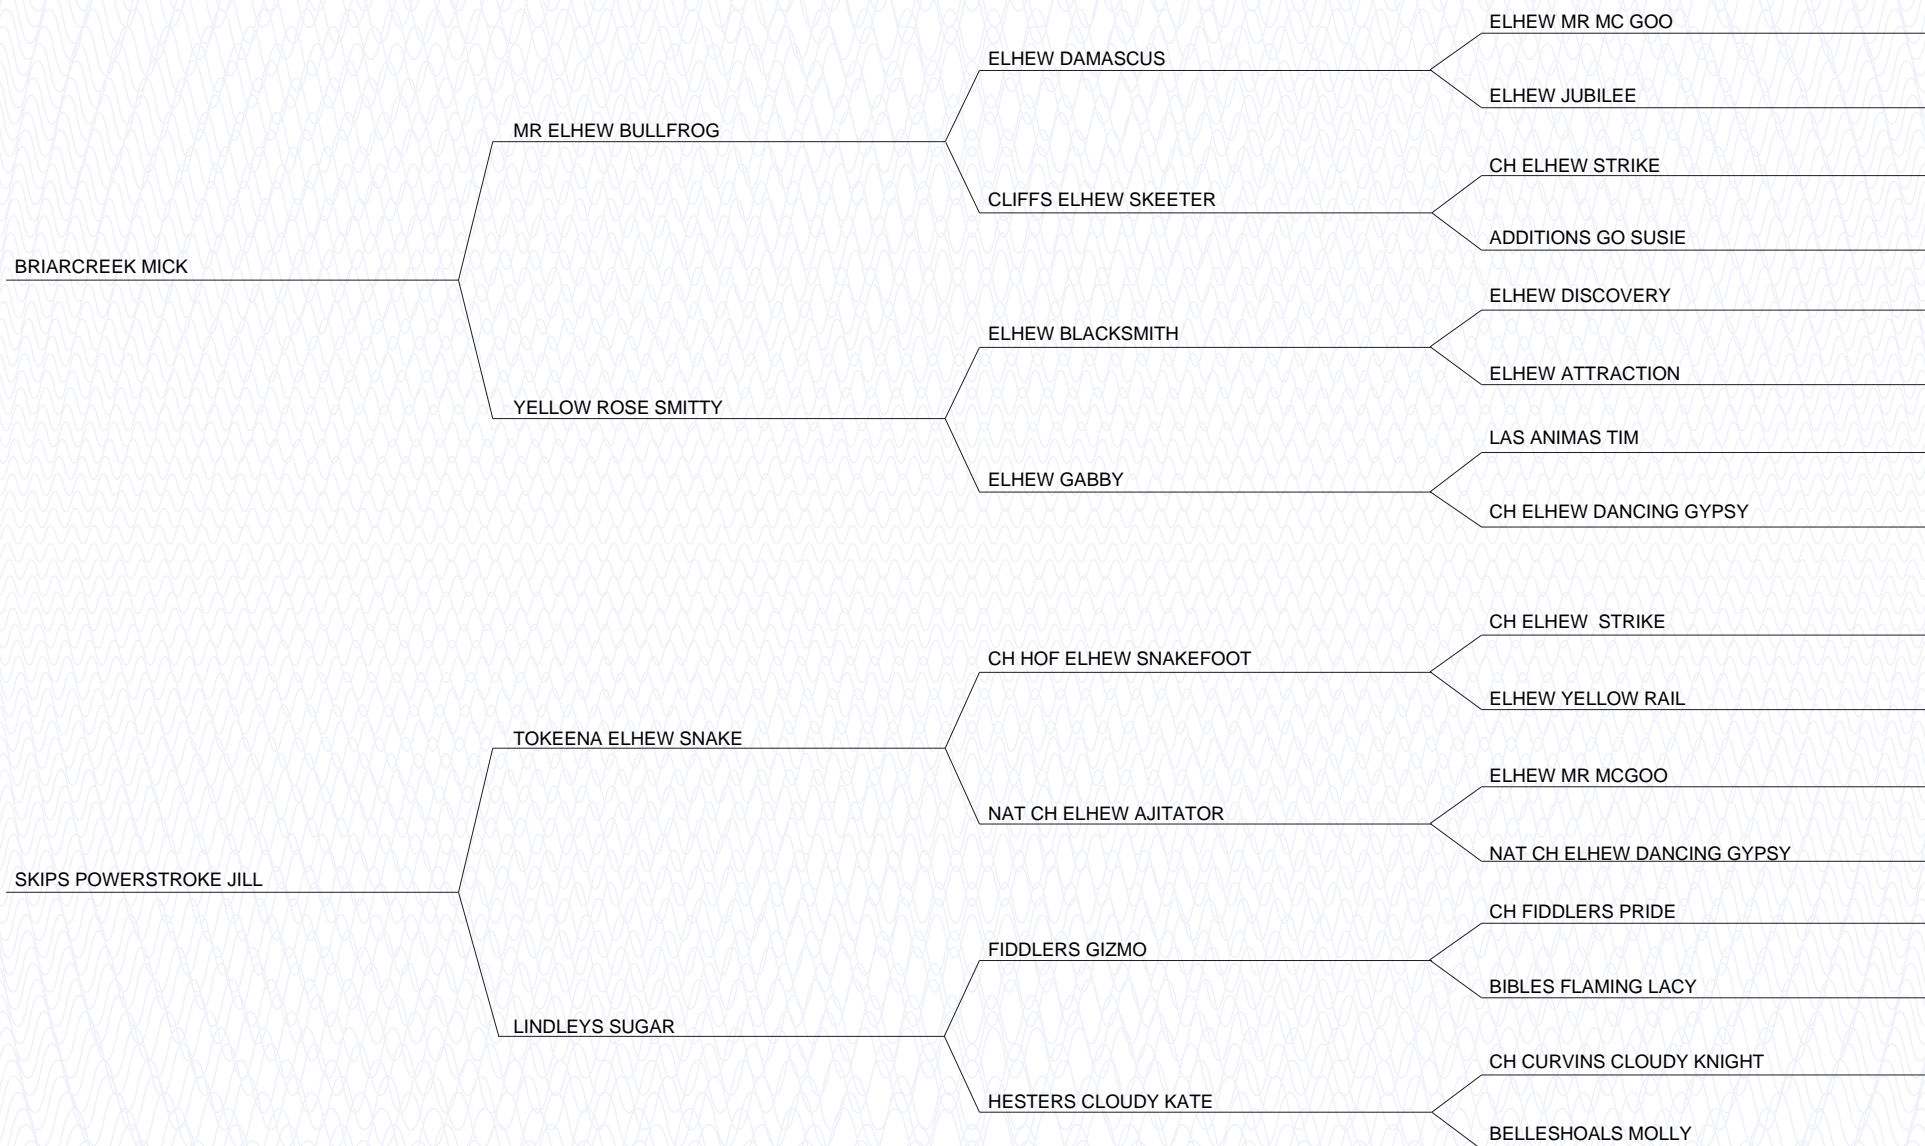 ELHEW MR MC GOO
ELHEW DAMASCUS
ELHEW JUBILEE
MR ELHEW BULLFROG
CH ELHEW STRIKE
CLIFFS ELHEW SKEETER
ADDITIONS GO SUSIE
BRIARCREEK MICK
ELHEW DISCOVERY
ELHEW BLACKSMITH
ELHEW ATTRACTION
YELLOW ROSE SMITTY
LAS ANIMAS TIM
ELHEW GABBY
CH ELHEW DANCING GYPSY
CH ELHEW  STRIKE
CH HOF ELHEW SNAKEFOOT
ELHEW YELLOW RAIL
TOKEENA ELHEW SNAKE
ELHEW MR MCGOO
NAT CH ELHEW AJITATOR
NAT CH ELHEW DANCING GYPSY
SKIPS POWERSTROKE JILL
CH FIDDLERS PRIDE
FIDDLERS GIZMO
BIBLES FLAMING LACY
LINDLEYS SUGAR
CH CURVINS CLOUDY KNIGHT
HESTERS CLOUDY KATE
BELLESHOALS MOLLY